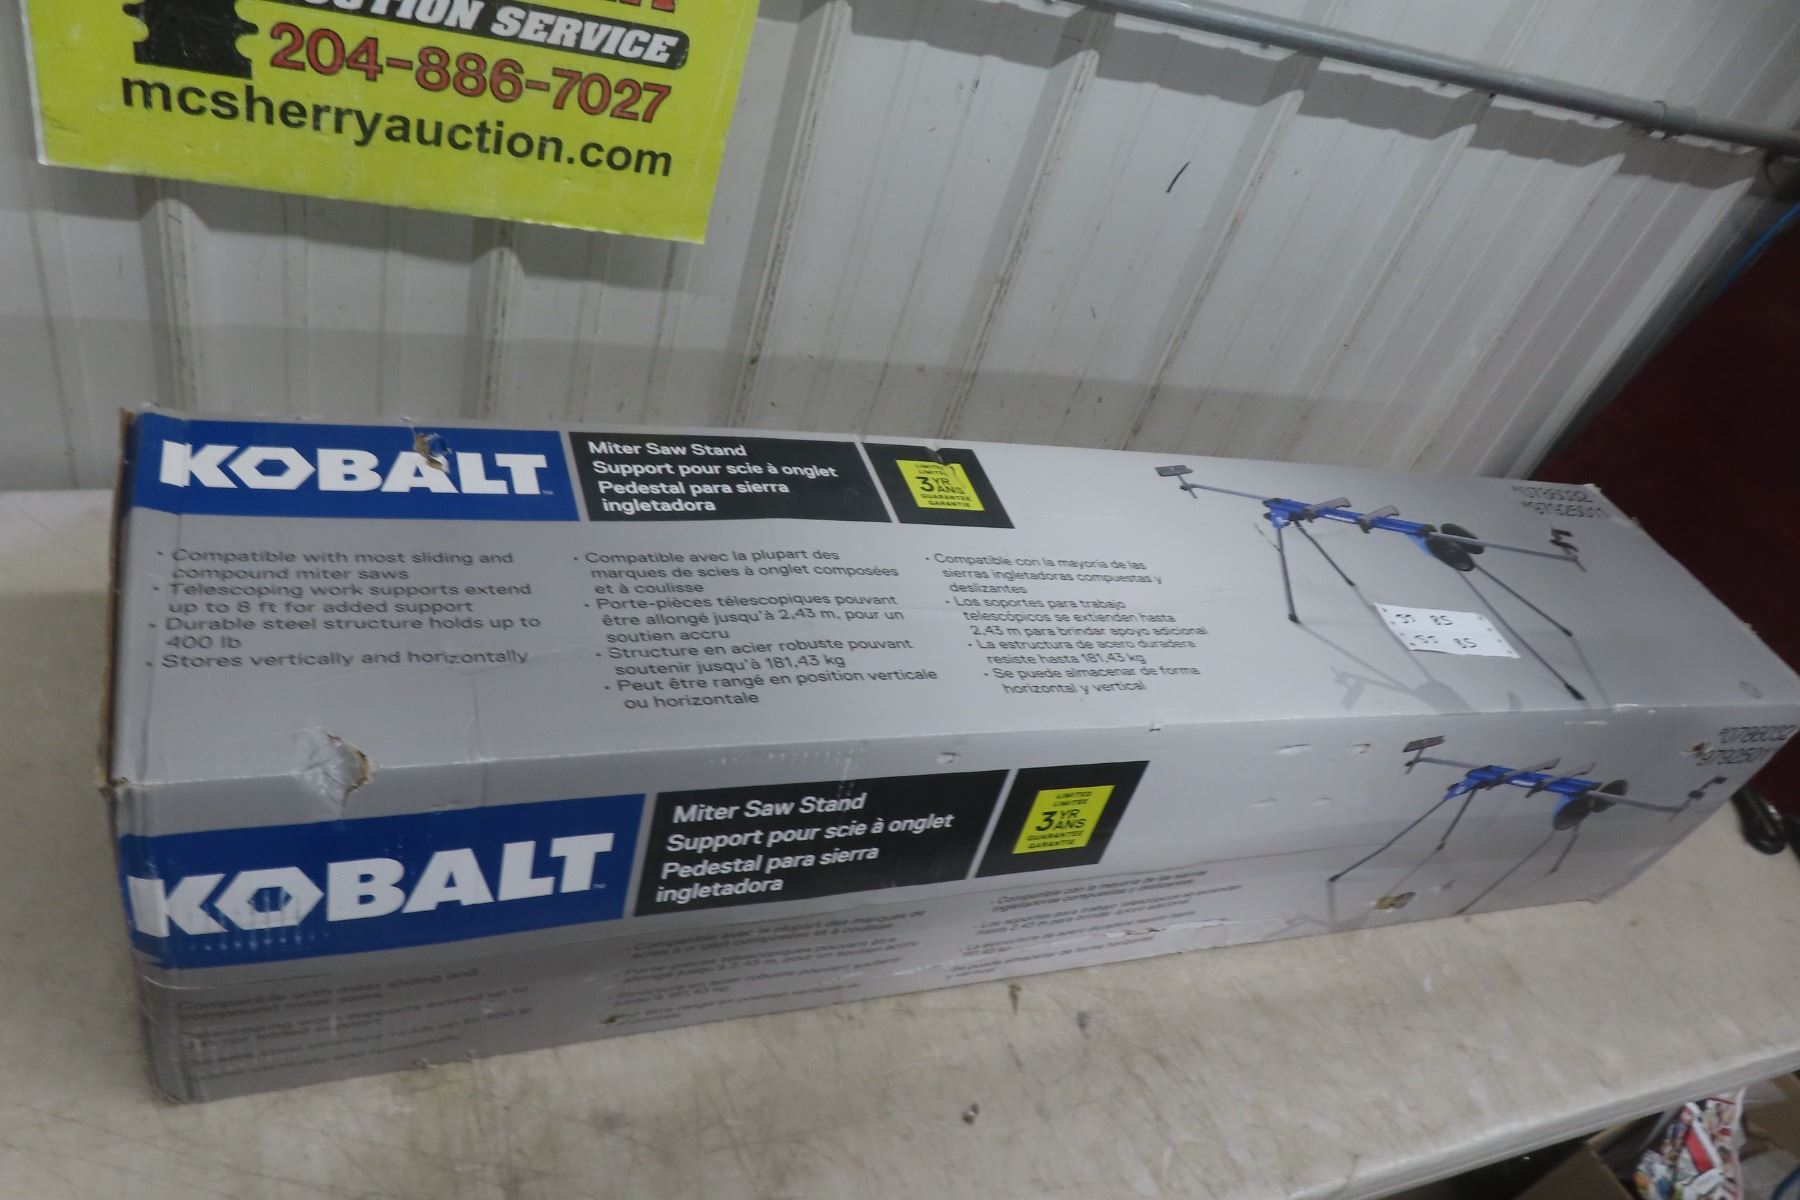 CTION SERVICE
204-886-7027
mcsherryauction.com
KOBALT™
Miter Saw Stand
Support pour scie à onglet
Pedestal para sierra
ingletadora
3 YR
ANS
GUARANTEE
GARANTIE
• Compatible with most sliding and
compound miter saws
• Telescoping work supports extend
up to 8 ft for added support
• Durable steel structure holds up to
400 lb
• Stores vertically and horizontally
• Compatible avec la plupart des
marques de scies à onglet composées
et à coulisse
• Porte-pièces télescopiques pouvant
être allongé jusqu'à 2,43 m, pour un
soutien accru
• Structure en acier robuste pouvant
soutenir jusqu'à 181,43 kg
• Peut être rangé en position verticale
ou horizontale
• Compatible con la mayoría de las
sierras ingletadoras compuestas y
deslizantes
• Los soportes para trabajo
telescópicos se extienden hasta
2,43 m para brindar apoyo adicional
• La estructura de acero duradera
resiste hasta 181,43 kg
• Se puede almacenar de forma
horizontal y vertical
55 85
55 85
KOBALT™
Miter Saw Stand
Support pour scie à onglet
Pedestal para sierra
ingletadora
LIMITED
LIMITÉE
3 YR
ANS
GUARANTEE
GARANTIE